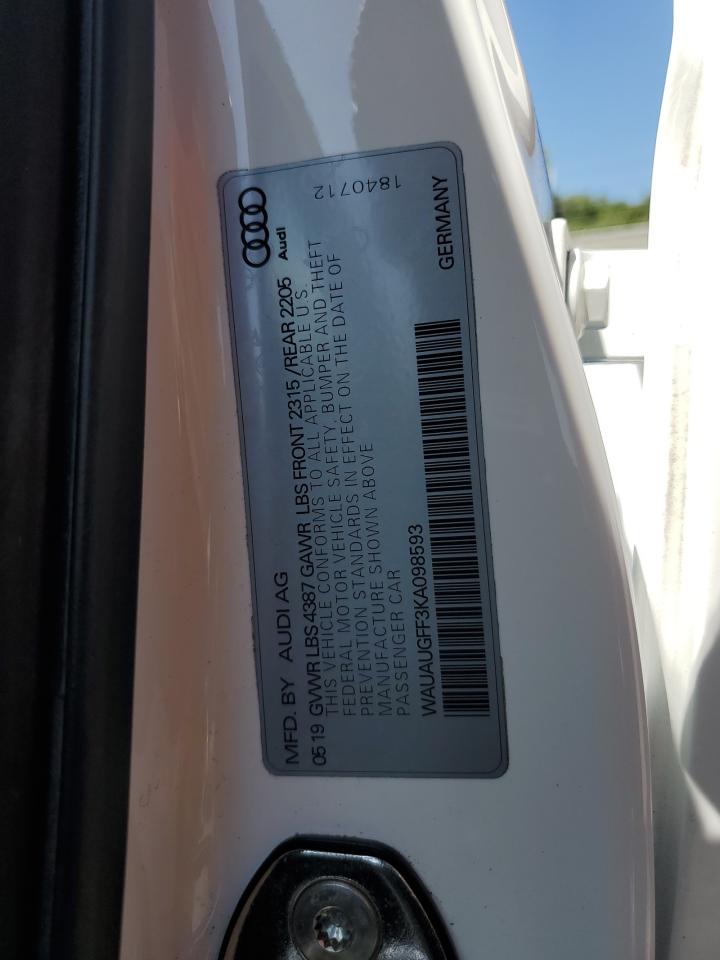 MFD. BY AUDI AG
Audi
05 19 GVWR LBS 4387 GAWR LBS FRONT 2315 /REAR 2205
THIS VEHICLE CONFORMS TO ALL APPLICABLE U S.
FEDERAL MOTOR VEHICLE SAFETY, BUMPER AND THEFT
PREVENTION STANDARDS IN EFFECT ON THE DATE OF
MANUFACTURE SHOWN ABOVE
1840712
PASSENGER CAR
WAUAUGFF3KA098593
GERMANY